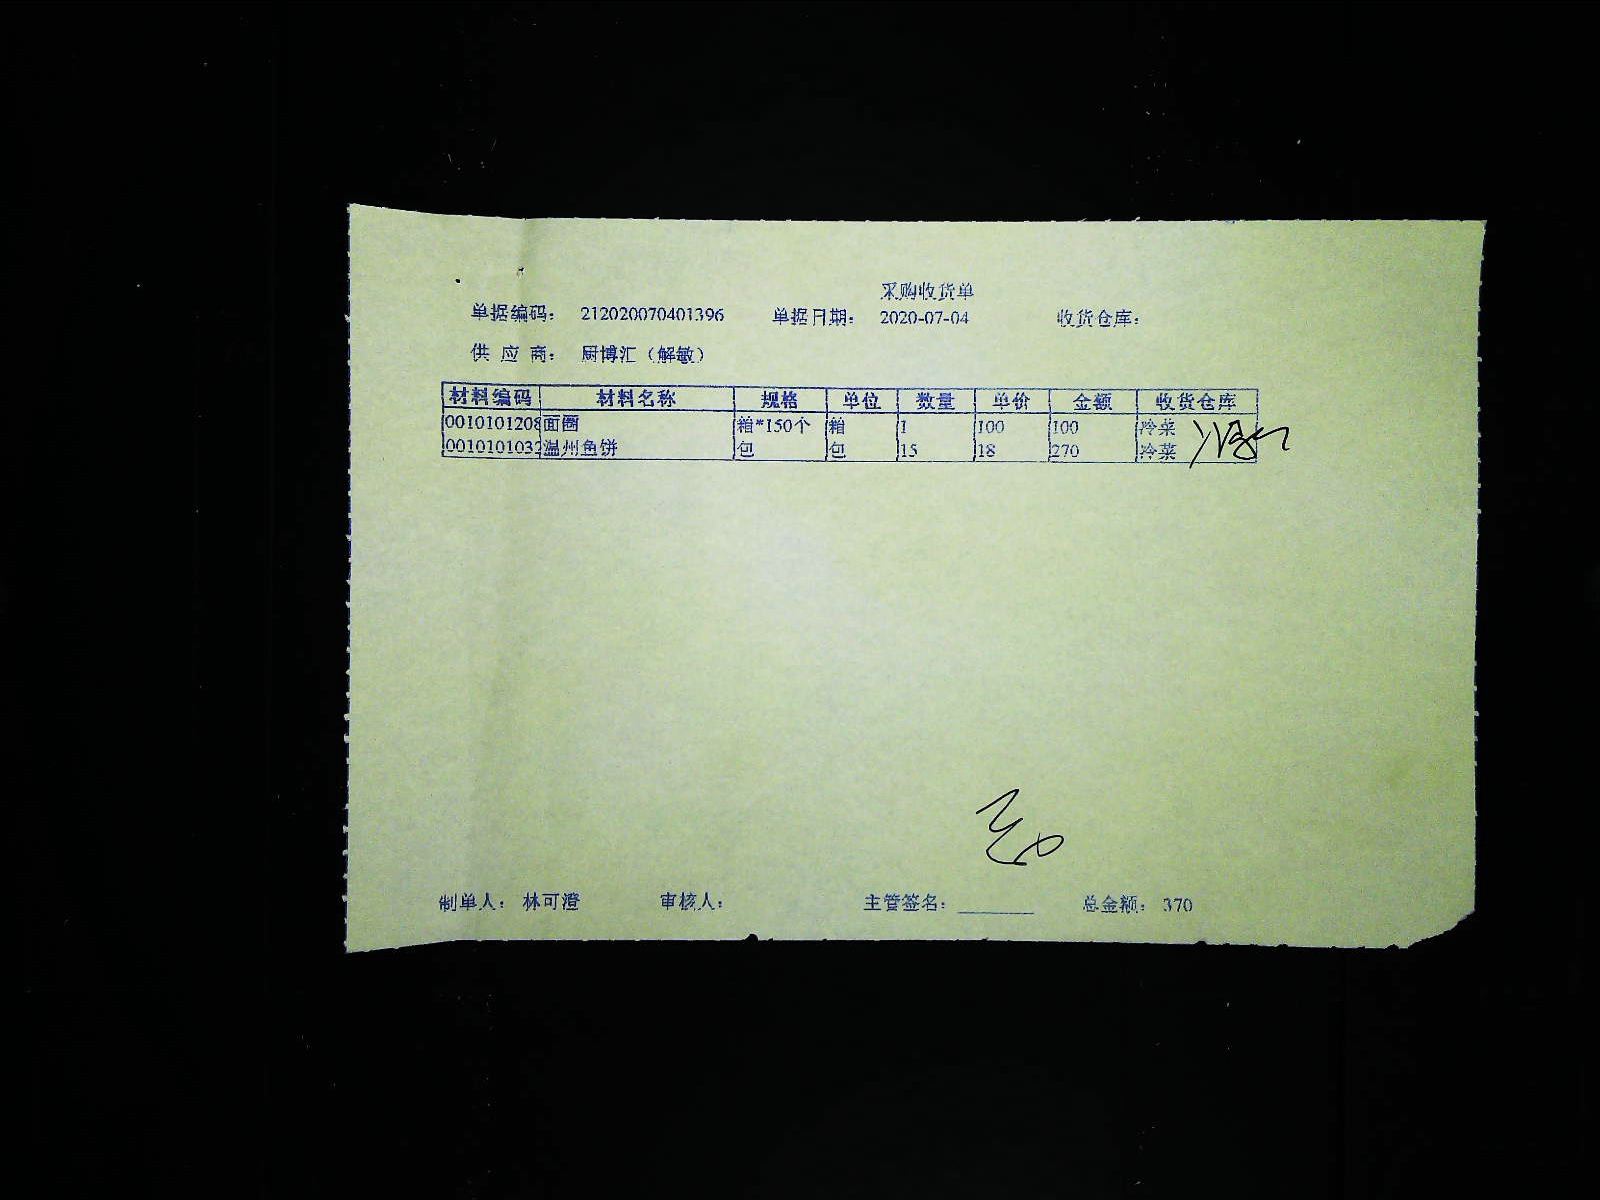 采购收货单
单据编码： 212020070401396 单据日期： 2020-07-04 收货仓库：
供 应 商： 厨博汇（解敏）
材料编码 材料名称 规格 单位 数量 单价 金额 收货仓库
0010101208 面圈 箱*150个 箱 1 100 100 冷菜
0010101032 温州鱼饼 包 包 15 18 270 冷菜
制单人： 林可澄 审核人： 主管签名： 总金额： 370